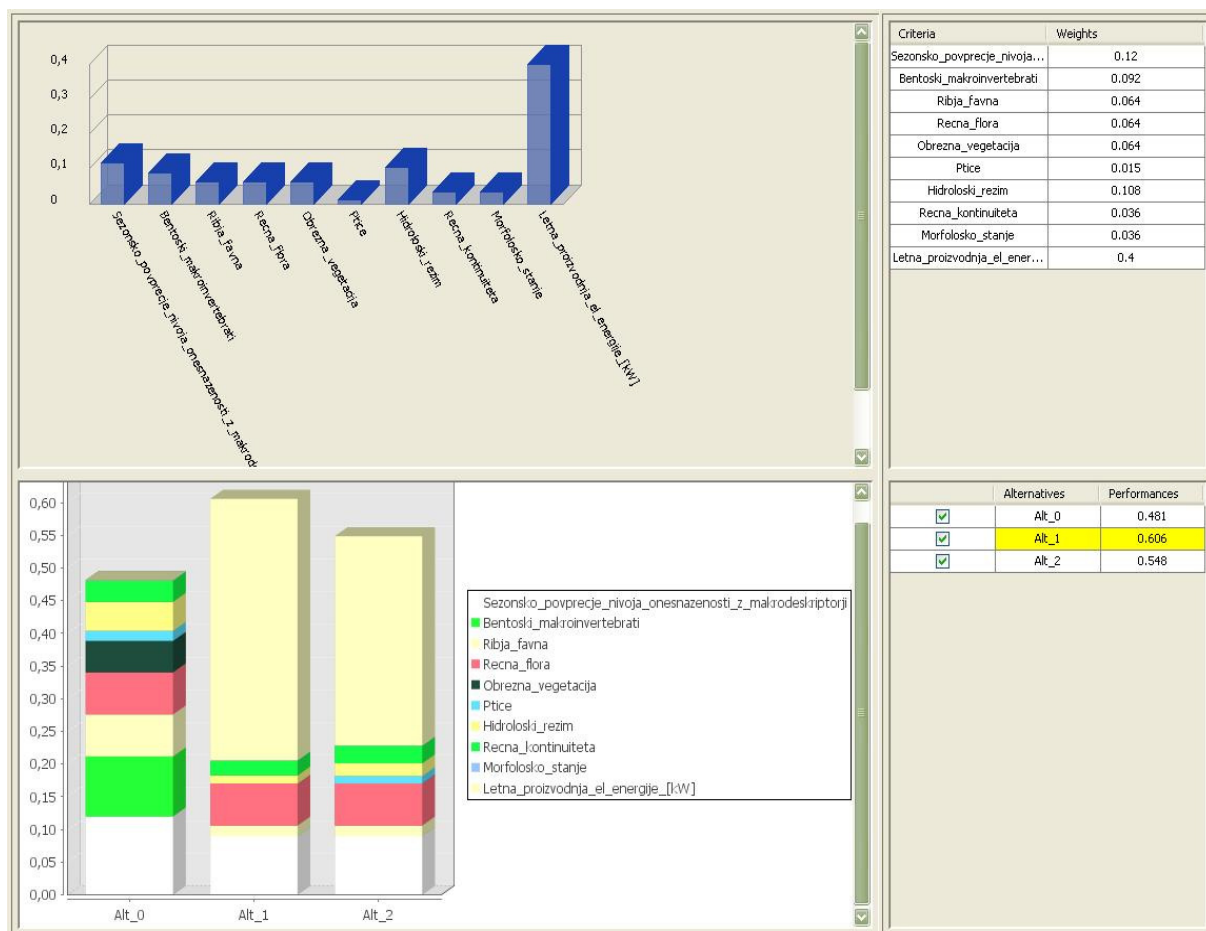 0,4
0,3
0,2
0,1
0
Sezonsko_povprecje_nivoja_onesnazenosti_z_makrod
Bentoski_makroinvertebrati
Ribja_favna
Recna_flora
Obrezna_vegetacija
Ptice
Hidroloski_rezim
Recna_kontinuiteta
Morfolosko_stanje
Letna_proizvodnja_el_energije_[kW]
Criteria Weights
Sezonsko_povprecje_nivoja... 0.12
Bentoski_makroinvertebrati 0.092
Ribja_favna 0.064
Recna_flora 0.064
Obrezna_vegetacija 0.064
Ptice 0.015
Hidroloski_rezim 0.108
Recna_kontinuiteta 0.036
Morfolosko_stanje 0.036
Letna_proizvodnja_el_ener... 0.4
0,60
0,55
0,50
0,45
0,40
0,35
0,30
0,25
0,20
0,15
0,10
0,05
0,00
Alt_0 Alt_1 Alt_2
Sezonsko_povprecje_nivoja_onesnazenosti_z_makrodeskriptorji
Bentoski_makroinvertebrati
Ribja_favna
Recna_flora
Obrezna_vegetacija
Ptice
Hidroloski_rezim
Recna_kontinuiteta
Morfolosko_stanje
Letna_proizvodnja_el_energije_[kW]
Alternatives Performances
Alt_0 0.481
Alt_1 0.606
Alt_2 0.548